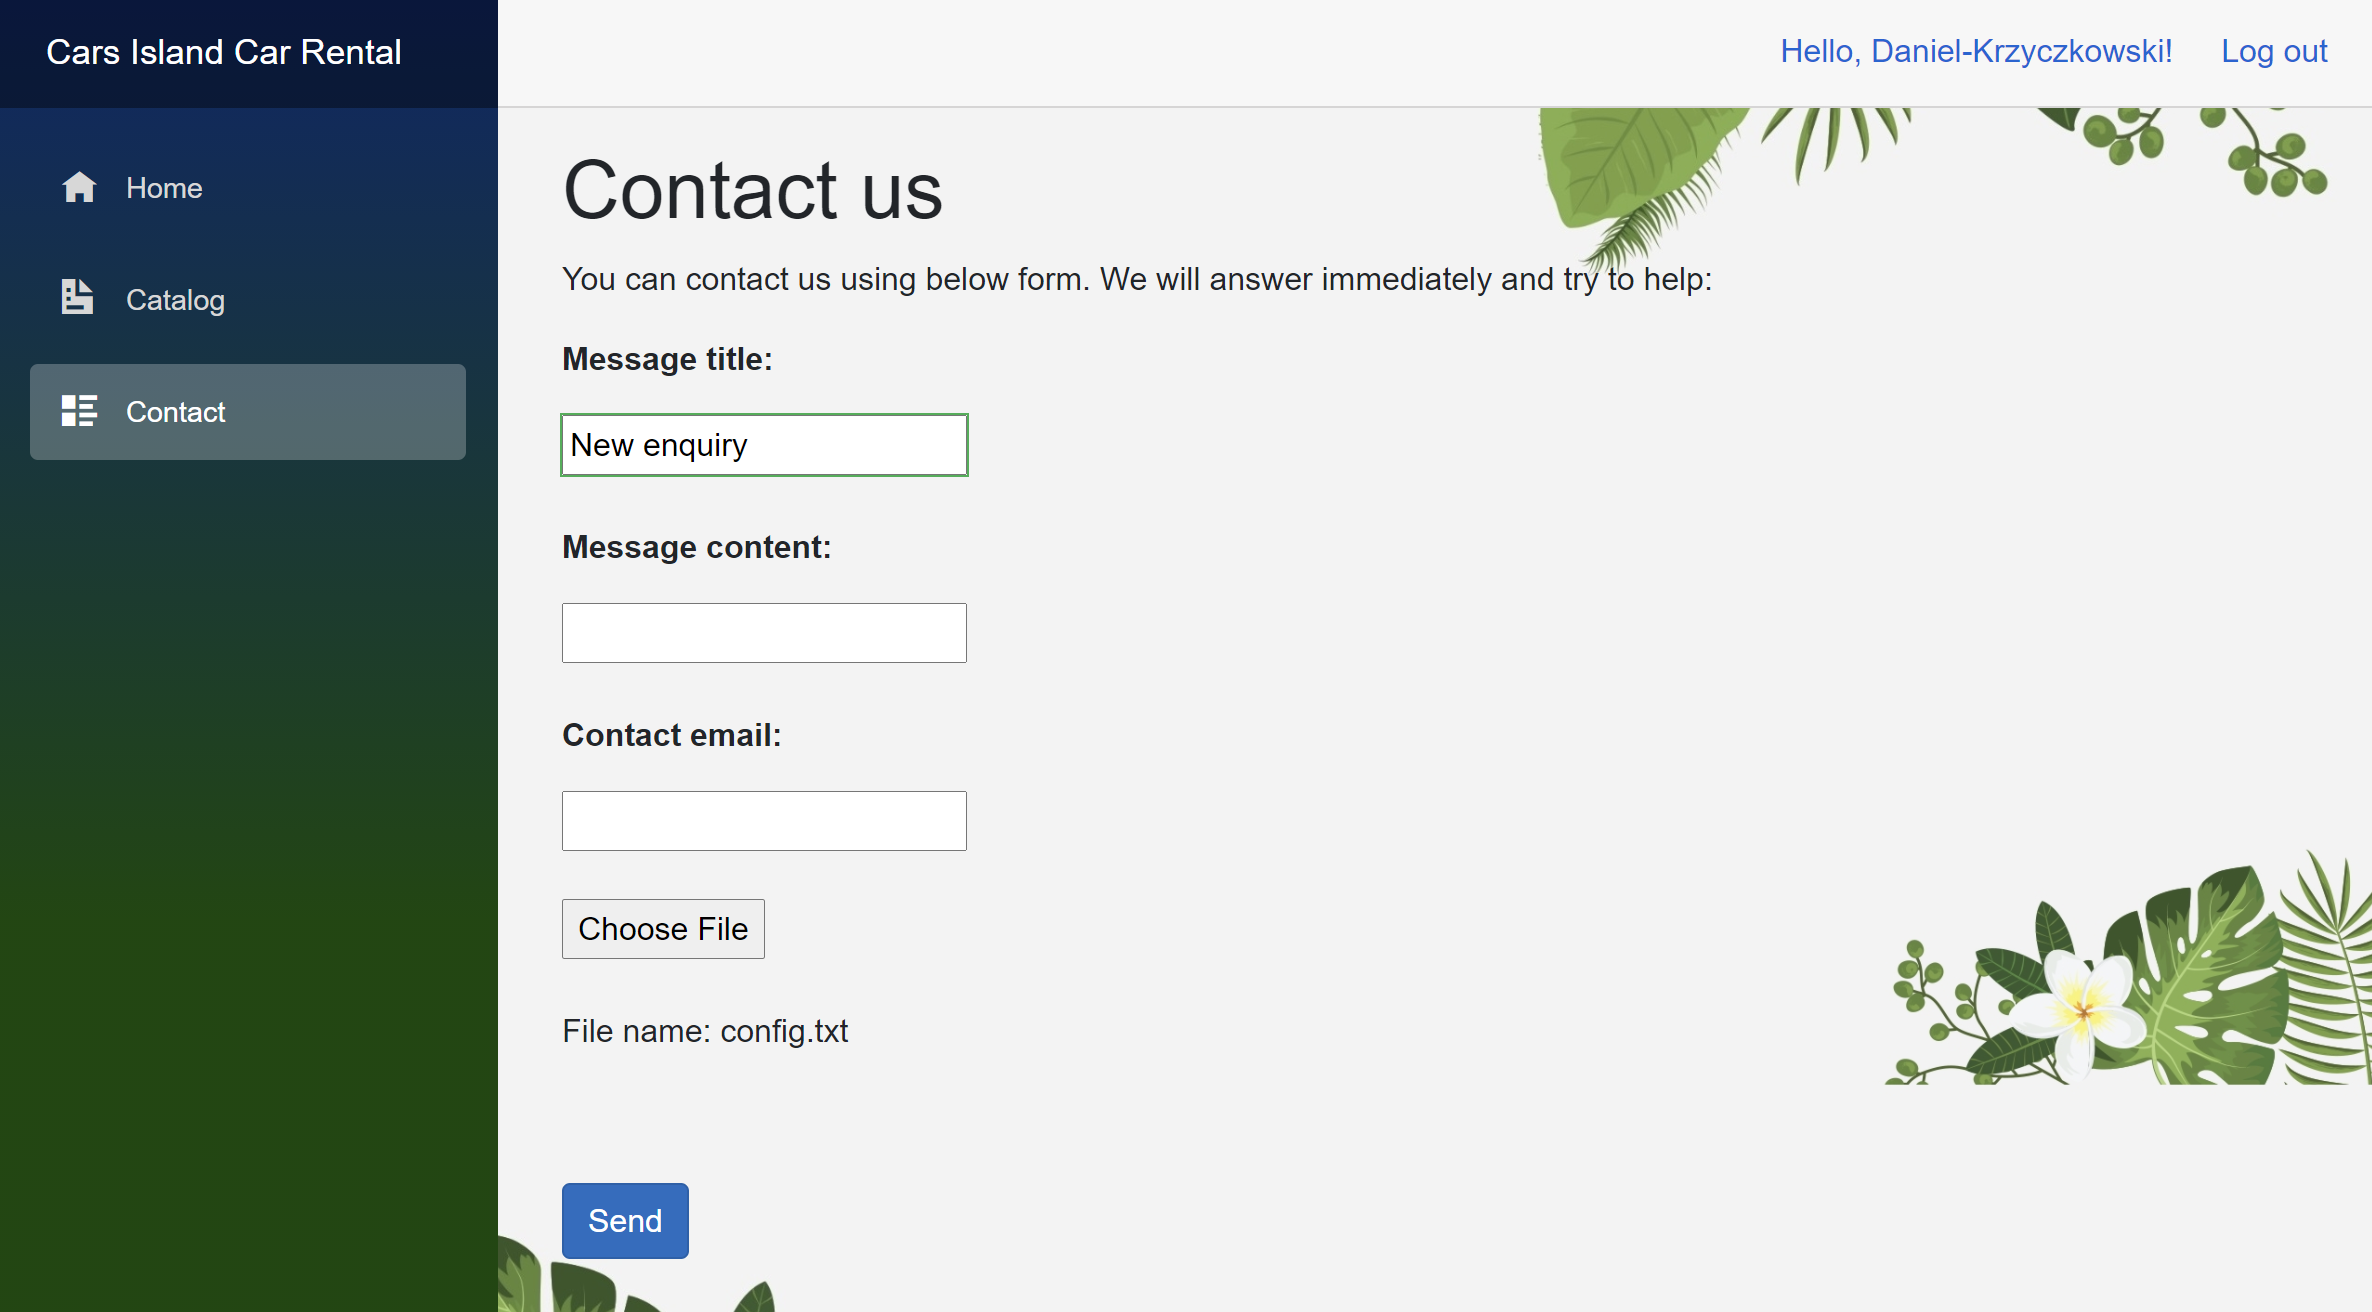 Cars Island Car Rental
Hello, Daniel-Krzyczkowski! Log out
Home
Catalog
Contact
Contact us
You can contact us using below form. We will answer immediately and try to help:
Message title:
New enquiry
Message content:
Contact email:
Choose File
File name: config.txt
Send